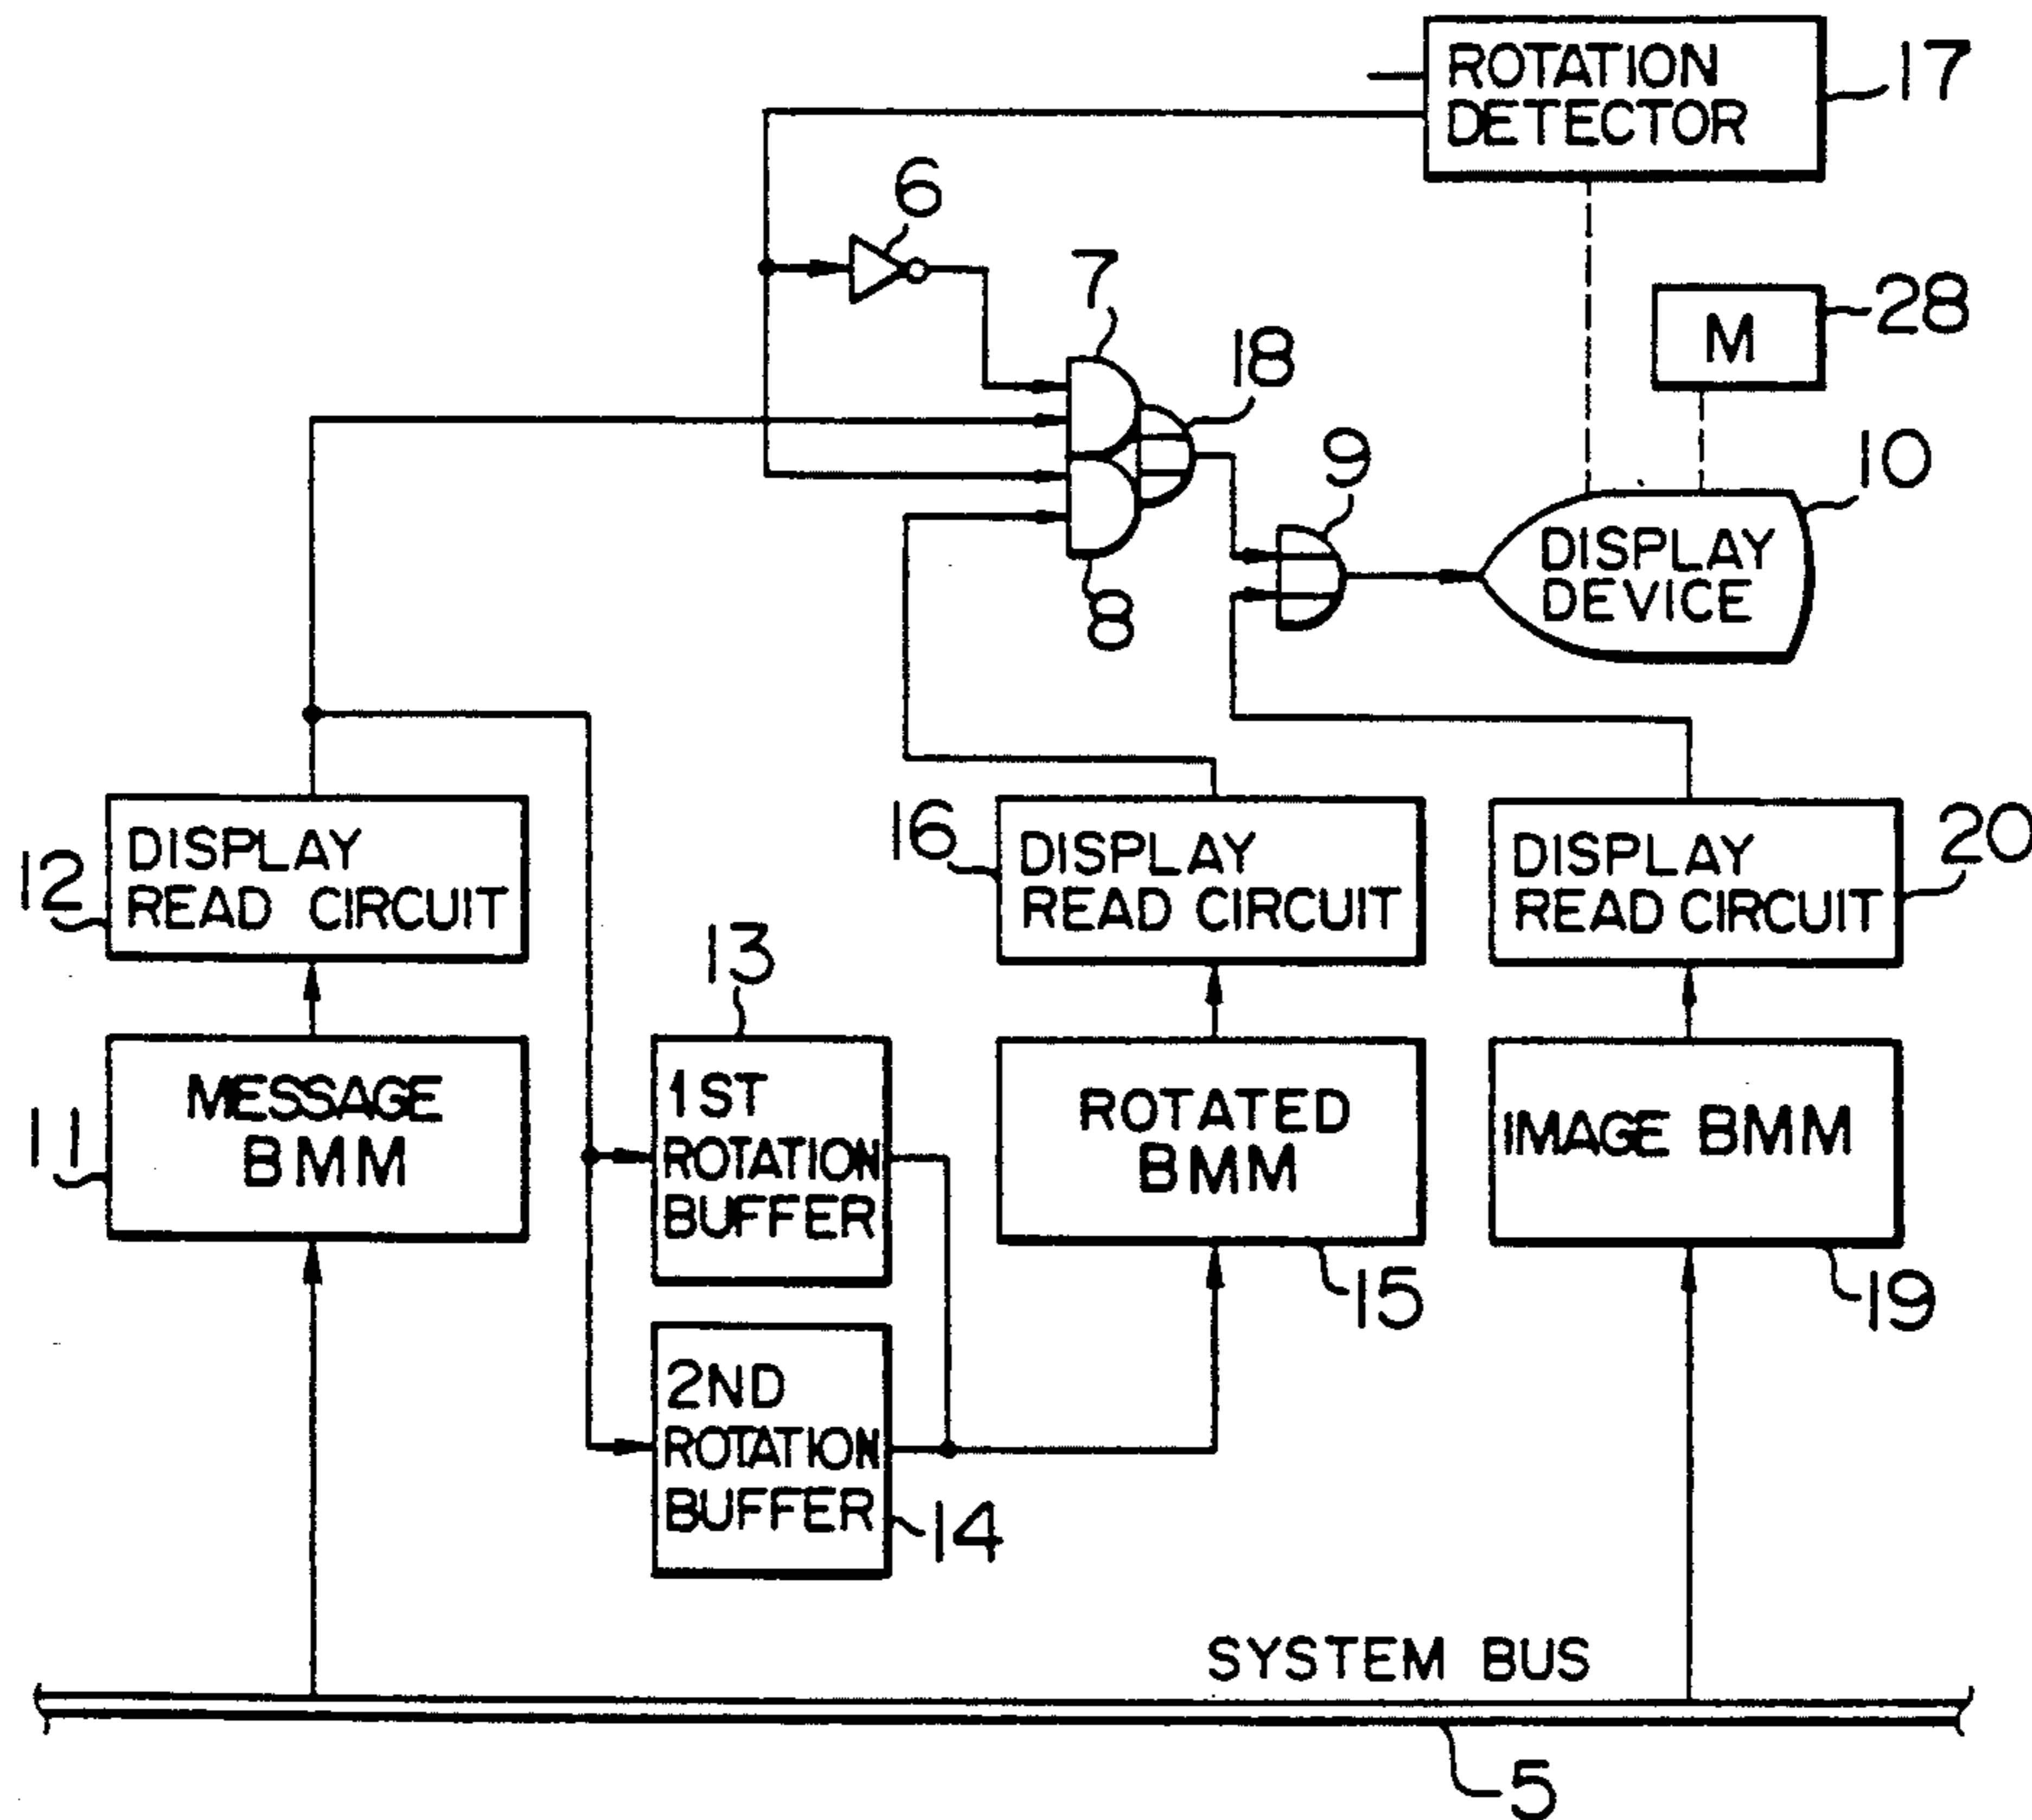 ROTATION
DETECTOR
17
6
7
28
M
18
9
10
DISPLAY
DEVICE
8
DISPLAY
READ CIRCUIT
12
16
DISPLAY
READ CIRCUIT
DISPLAY
READ CIRCUIT
20
13
MESSAGE
BMM
11
1ST
ROTATION
BUFFER
ROTATED
BMM
15
IMAGE BMM
19
2ND
ROTATION
BUFFER
14
SYSTEM BUS
5